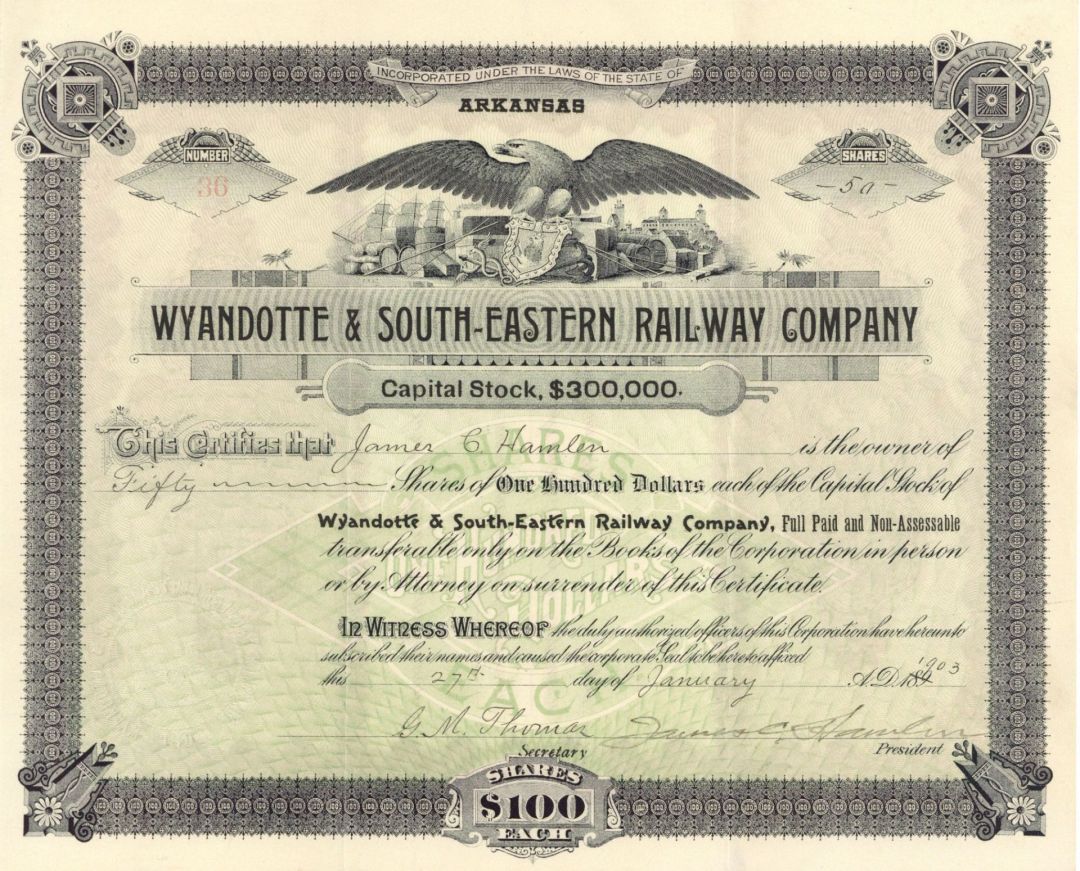 INCORPORATED UNDER THE LAWS OF THE STATE OF
ARKANSAS
NUMBER
36
SHARES
-50-
WYANDOTTE & SOUTH-EASTERN RAILWAY COMPANY
Capital Stock, $300,000.
This Certifies that James C Hamlen is the owner of
Fifty Shares of One Hundred Dollars each of the Capital Stock of
Wyandotte & South-Eastern Railway Company, Full Paid and Non-Assessable
transferable only on the Books of the Corporation in person
or by Attorney on surrender of this Certificate.
IN WITNESS WHEREOF the duly authorized officers of this Corporation have hereunto
subscribed their names and caused the corporate Seal to be hereto affixed
this 27th day of January A.D. 1903
G. M. Thomas James C. Hamlen
Secretary President
SHARES
$100
EACH
SHARES
ONE HUNDRED
DOLLARS
EACH